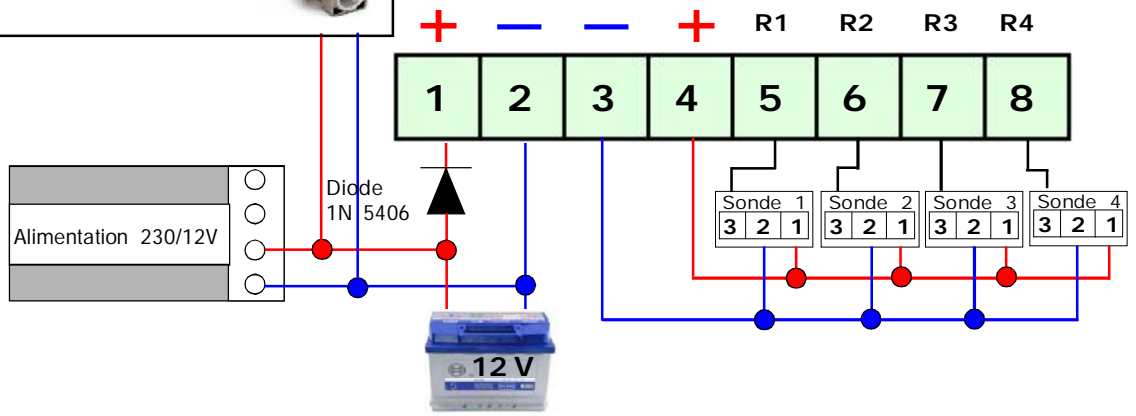 + — — + R1 R2 R3 R4
1 2 3 4 5 6 7 8
Diode
1N 5406
Alimentation 230/12V
Sonde 1
3 2 1
Sonde 2
3 2 1
Sonde 3
3 2 1
Sonde 4
3 2 1
12 V